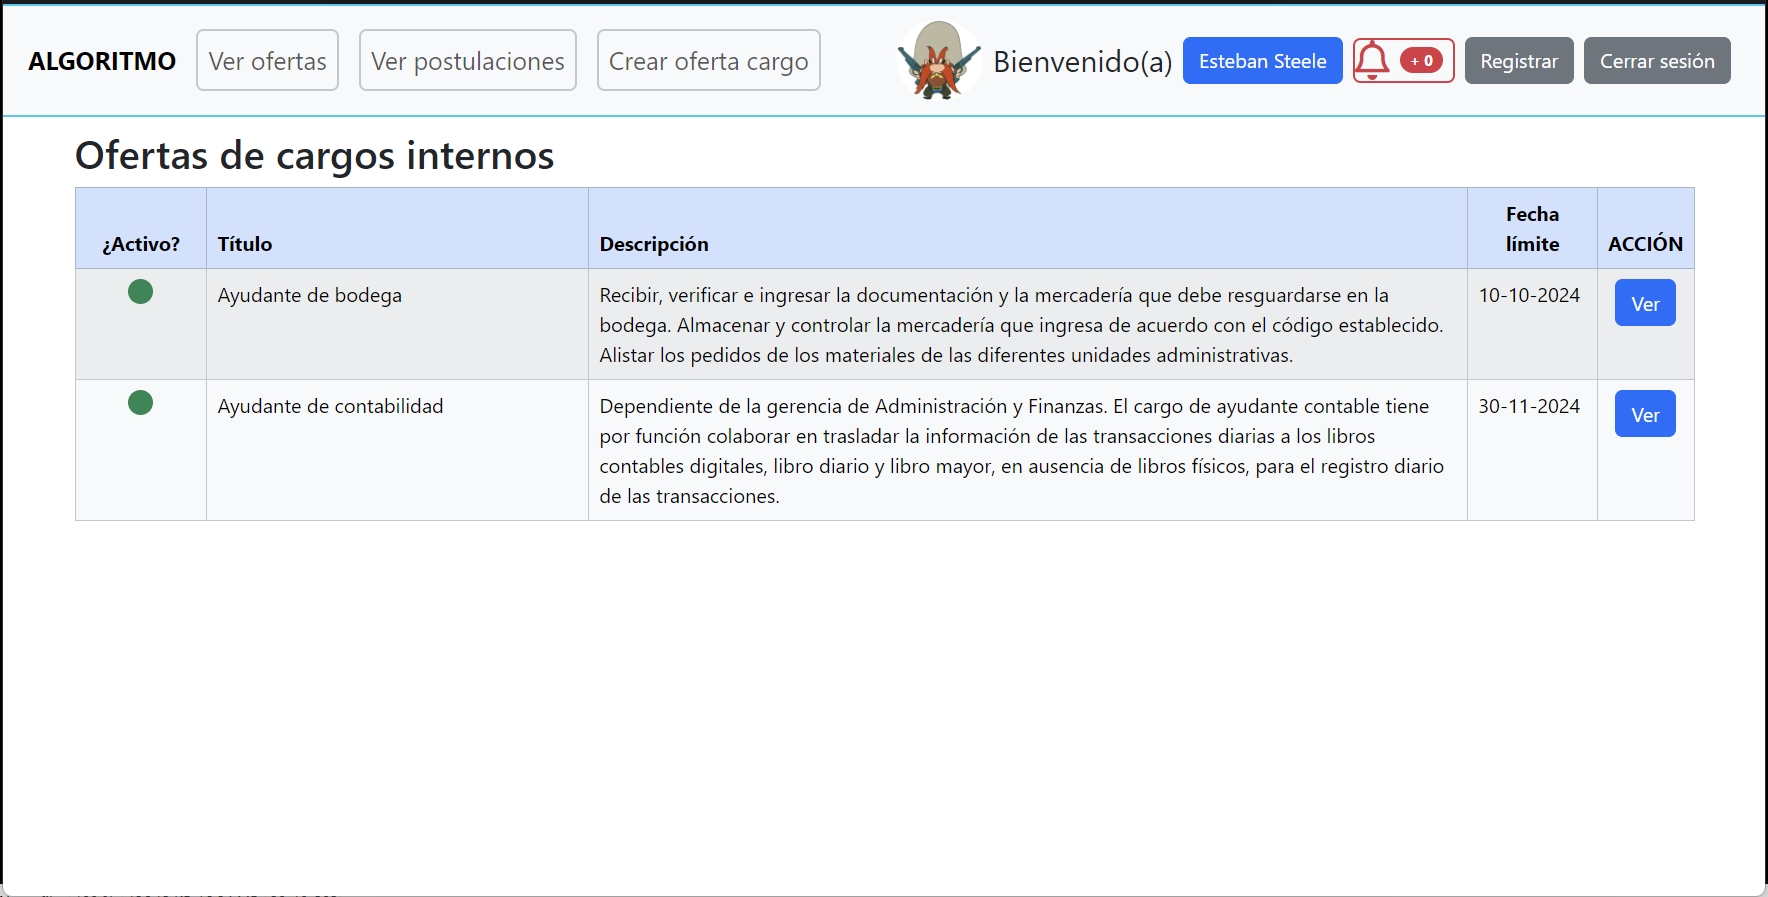 ALGORITMO Ver ofertas Ver postulaciones Crear oferta cargo Bienvenido(a) Esteban Steele + 0 Registrar Cerrar sesión
Ofertas de cargos internos
¿Activo? Título Descripción Fecha límite ACCIÓN
Ayudante de bodega
Recibir, verificar e ingresar la documentación y la mercadería que debe resguardarse en la
bodega. Almacenar y controlar la mercadería que ingresa de acuerdo con el código establecido.
Alistar los pedidos de los materiales de las diferentes unidades administrativas.
10-10-2024
Ver
Ayudante de contabilidad
Dependiente de la gerencia de Administración y Finanzas. El cargo de ayudante contable tiene
por función colaborar en trasladar la información de las transacciones diarias a los libros
contables digitales, libro diario y libro mayor, en ausencia de libros físicos, para el registro diario
de las transacciones.
30-11-2024
Ver